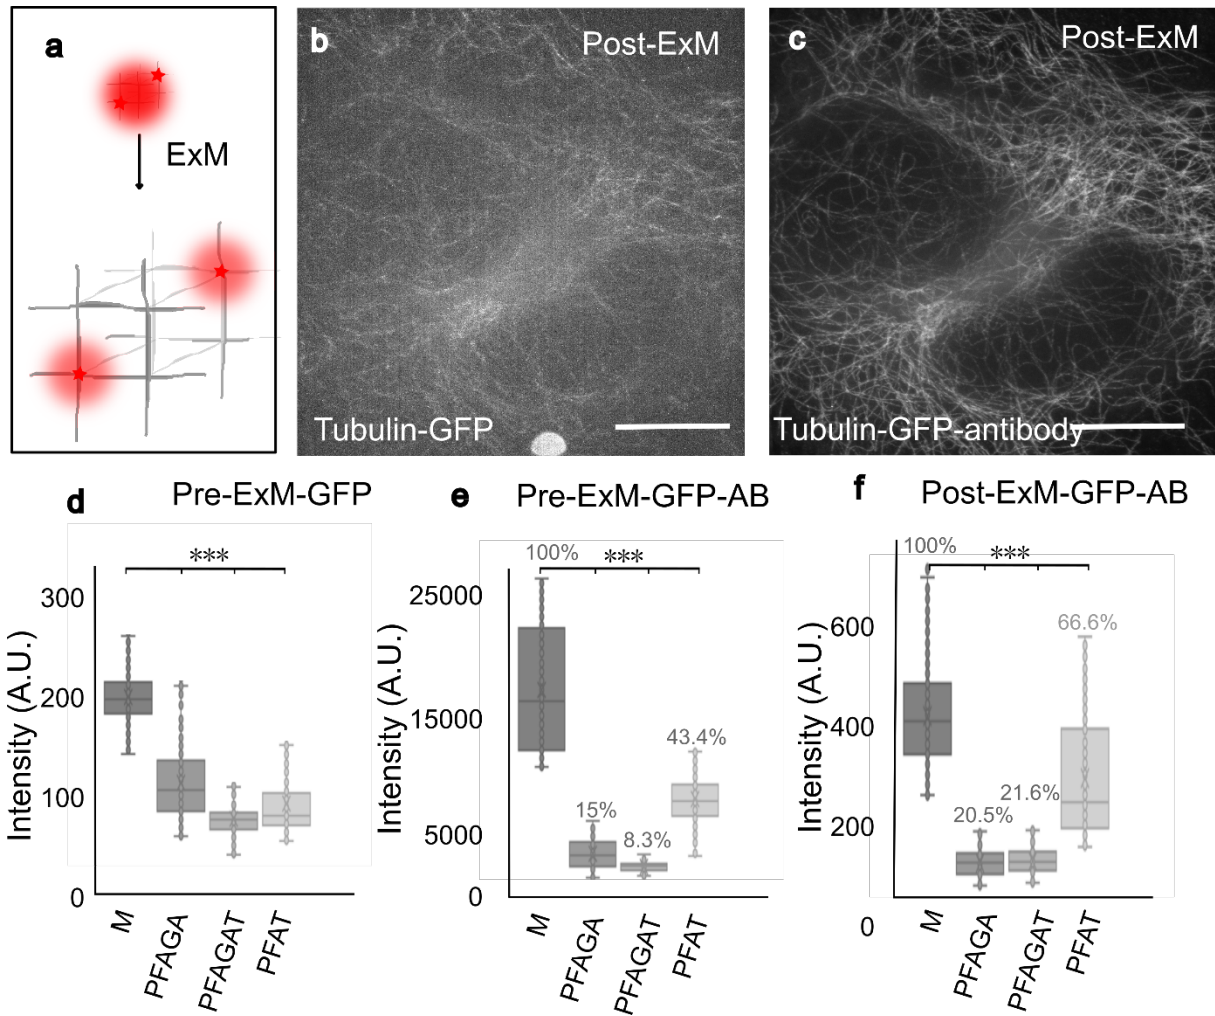 a
ExM
b
Post-ExM
Tubulin-GFP
c
Post-ExM
Tubulin-GFP-antibody
d
Pre-ExM-GFP
***
Intensity (A.U.)
300
200
100
0
M
PFAGA
PFAGAT
PFAT
e
Pre-ExM-GFP-AB
100%
***
Intensity (A.U.)
25000
15000
5000
0
15%
8.3%
43.4%
M
PFAGA
PFAGAT
PFAT
f
Post-ExM-GFP-AB
100%
***
Intensity (A.U.)
600
400
200
0
20.5%
21.6%
66.6%
M
PFAGA
PFAGAT
PFAT